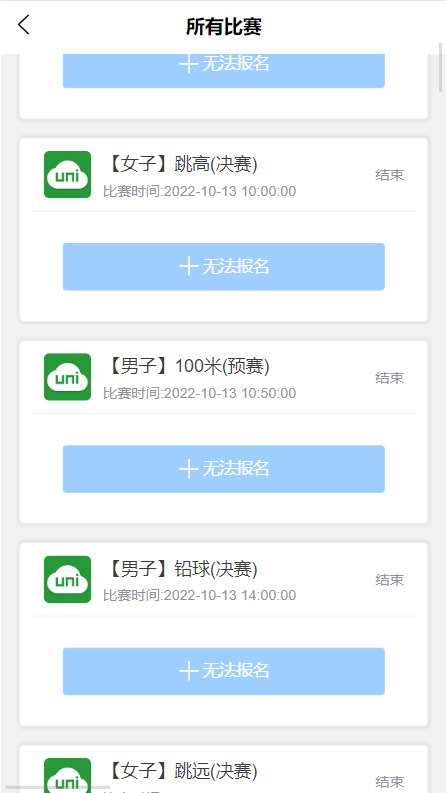 所有比赛
无法报名
uni
【女子】跳高(决赛)
结束
比赛时间:2022-10-13 10:00:00
无法报名
uni
【男子】100米(预赛)
结束
比赛时间:2022-10-13 10:50:00
无法报名
uni
【男子】铅球(决赛)
结束
比赛时间:2022-10-13 14:00:00
无法报名
uni
【女子】跳远(决赛)
结束